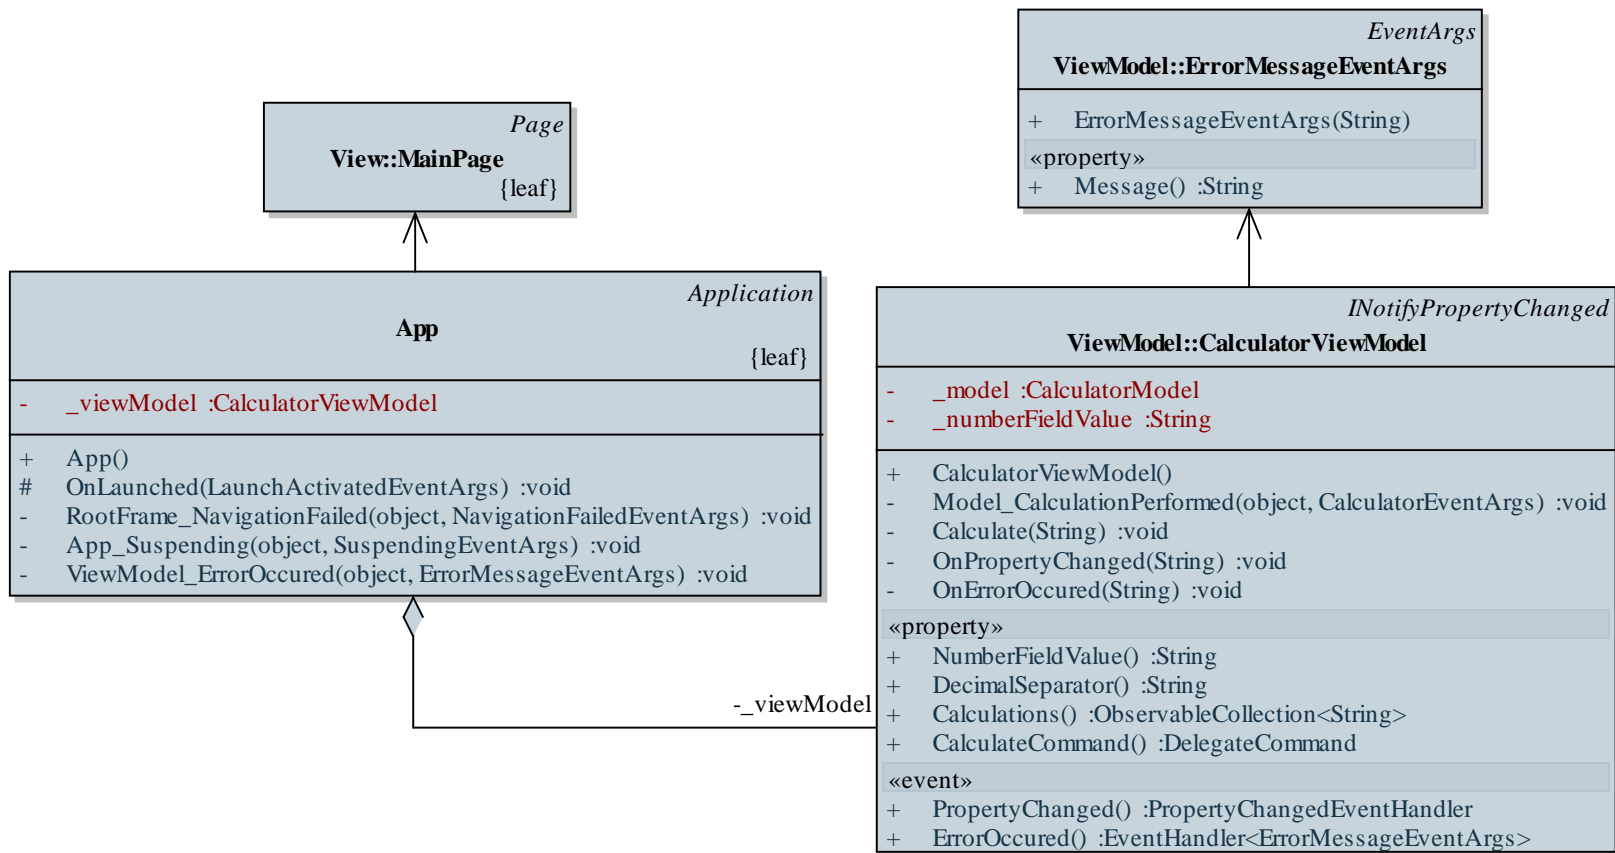 EventArgs
ViewModel::ErrorMessageEventArgs
+ ErrorMessageEventArgs(String)
«property»
+ Message() :String
Page
View::MainPage
{leaf}
Application
App
{leaf}
- _viewModel :CalculatorViewModel
+ App()
# OnLaunched(LaunchActivatedEventArgs) :void
- RootFrame_NavigationFailed(object, NavigationFailedEventArgs) :void
- App_Suspending(object, SuspendingEventArgs) :void
- ViewModel_ErrorOccured(object, ErrorMessageEventArgs) :void
-_viewModel
INotifyPropertyChanged
ViewModel::CalculatorViewModel
- _model :CalculatorModel
- _numberFieldValue :String
+ CalculatorViewModel()
- Model_CalculationPerformed(object, CalculatorEventArgs) :void
- Calculate(String) :void
- OnPropertyChanged(String) :void
- OnErrorOccured(String) :void
«property»
+ NumberFieldValue() :String
+ DecimalSeparator() :String
+ Calculations() :ObservableCollection<String>
+ CalculateCommand() :DelegateCommand
«event»
+ PropertyChanged() :PropertyChangedEventHandler
+ ErrorOccured() :EventHandler<ErrorMessageEventArgs>